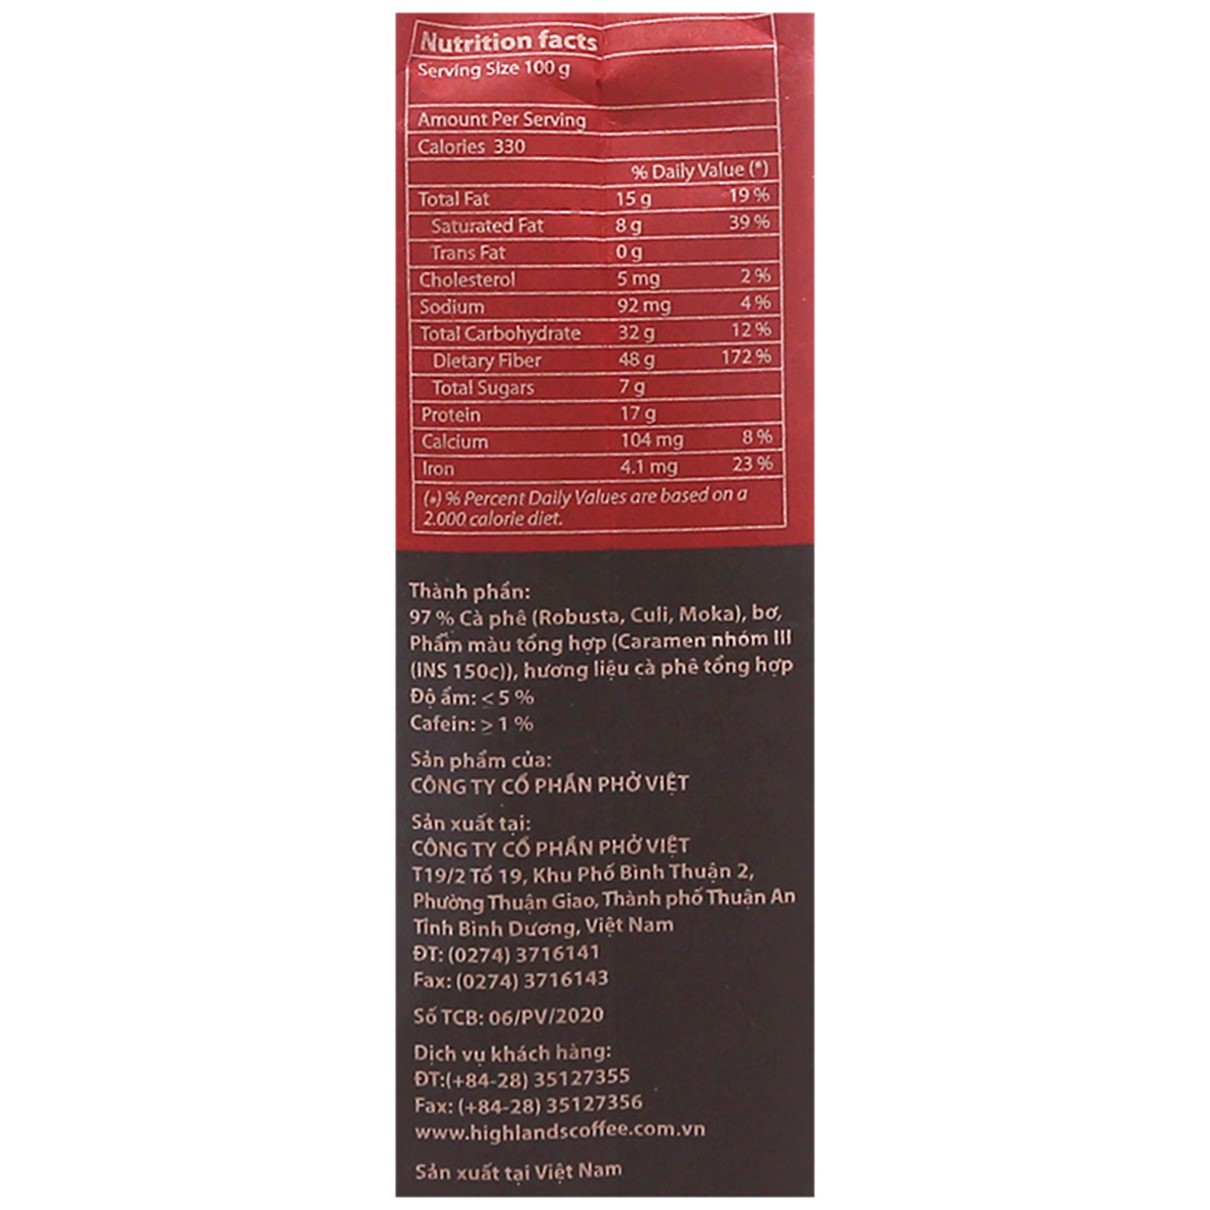 Nutrition facts
Serving Size 100 g
Amount Per Serving
Calories 330
% Daily Value (*)
Total Fat 15 g 19 %
Saturated Fat 8 g 39 %
Trans Fat 0 g
Cholesterol 5 mg 2 %
Sodium 92 mg 4 %
Total Carbohydrate 32 g 12 %
Dietary Fiber 48 g 172 %
Total Sugars 7 g
Protein 17 g
Calcium 104 mg 8 %
Iron 4.1 mg 23 %
(*) % Percent Daily Values are based on a
2.000 calorie diet.
Thành phần:
97 % Cà phê (Robusta, Culi, Moka), bơ,
Phẩm màu tổng hợp (Caramen nhóm III
(INS 150c)), hương liệu cà phê tổng hợp
Độ ẩm: ≤ 5 %
Cafein: ≥ 1 %
Sản phẩm của:
CÔNG TY CỔ PHẦN PHỞ VIỆT
Sản xuất tại:
CÔNG TY CỔ PHẦN PHỞ VIỆT
T19/2 Tổ 19, Khu Phố Bình Thuận 2,
Phường Thuận Giao, Thành phố Thuận An
Tỉnh Bình Dương, Việt Nam
ĐT: (0274) 3716141
Fax: (0274) 3716143
Số TCB: 06/PV/2020
Dịch vụ khách hàng:
ĐT:(+84-28) 35127355
Fax: (+84-28) 35127356
www.highlandscoffee.com.vn
Sản xuất tại Việt Nam